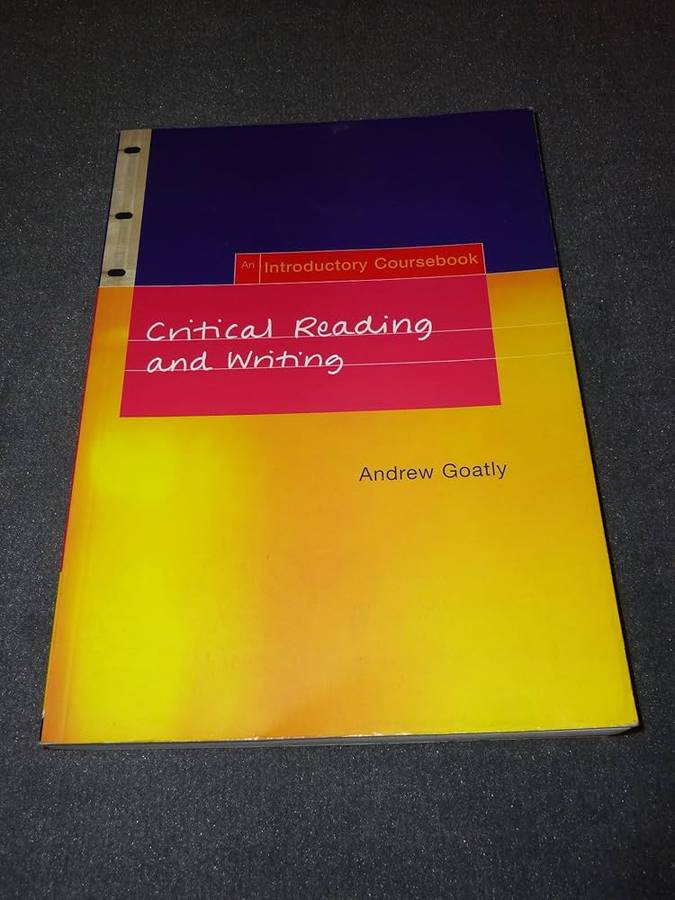 An Introductory Coursebook
Critical Reading
and Writing
Andrew Goatly